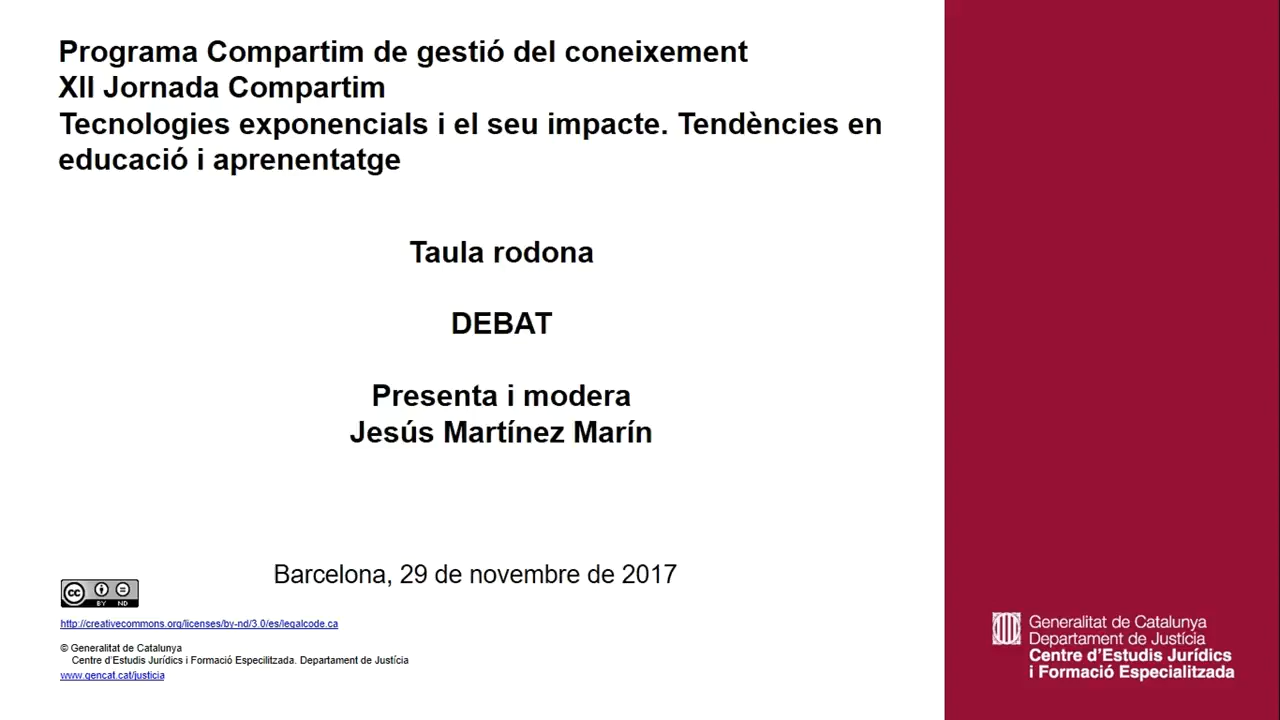 Programa Compartim de gestió del coneixement
XII Jornada Compartim
Tecnologies exponencials i el seu impacte. Tendències en
educació i aprenentatge
Taula rodona
DEBAT
Presenta i modera
Jesús Martínez Marín
Barcelona, 29 de novembre de 2017
cc BY ND
http://creativecommons.org/licenses/by-nd/3.0/es/legalcode.ca
© Generalitat de Catalunya
Centre d'Estudis Jurídics i Formació Especilitzada. Departament de Justícia
www.gencat.cat/justicia
Generalitat de Catalunya
Departament de Justícia
Centre d'Estudis Jurídics
i Formació Especialitzada